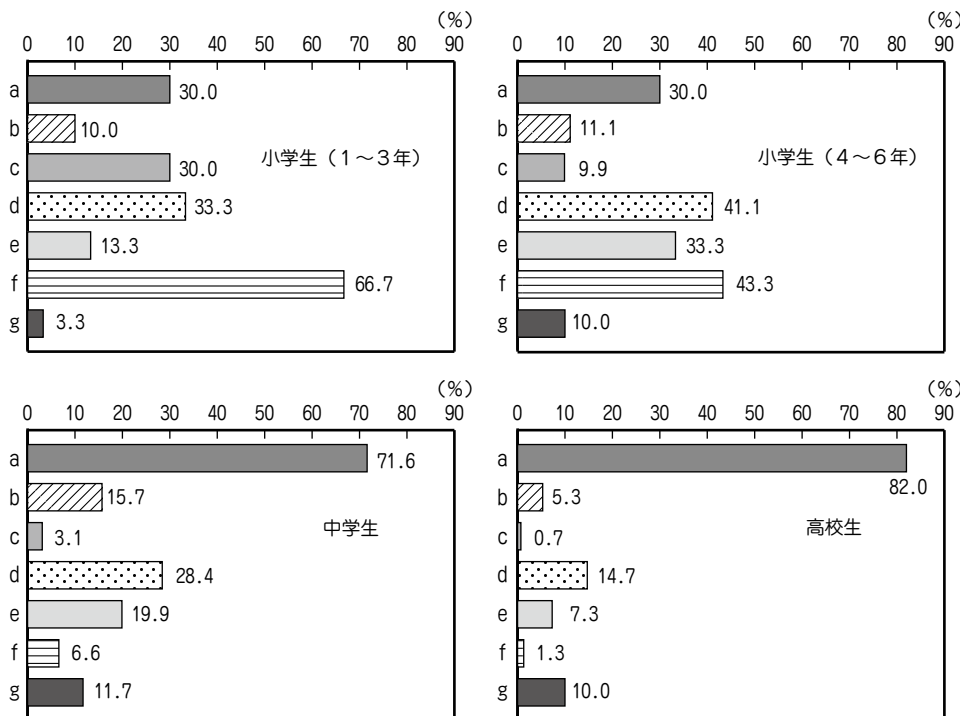 (%)
0 10 20 30 40 50 60 70 80 90
a 30.0
b 10.0
c 30.0
小学生（1～3年）
d 33.3
e 13.3
f 66.7
g 3.3
(%)
0 10 20 30 40 50 60 70 80 90
a 30.0
b 11.1
小学生（4～6年）
c 9.9
d 41.1
e 33.3
f 43.3
g 10.0
(%)
0 10 20 30 40 50 60 70 80 90
a 71.6
b 15.7
中学生
c 3.1
d 28.4
e 19.9
f 6.6
g 11.7
(%)
0 10 20 30 40 50 60 70 80 90
a 82.0
b 5.3
高校生
c 0.7
d 14.7
e 7.3
f 1.3
g 10.0